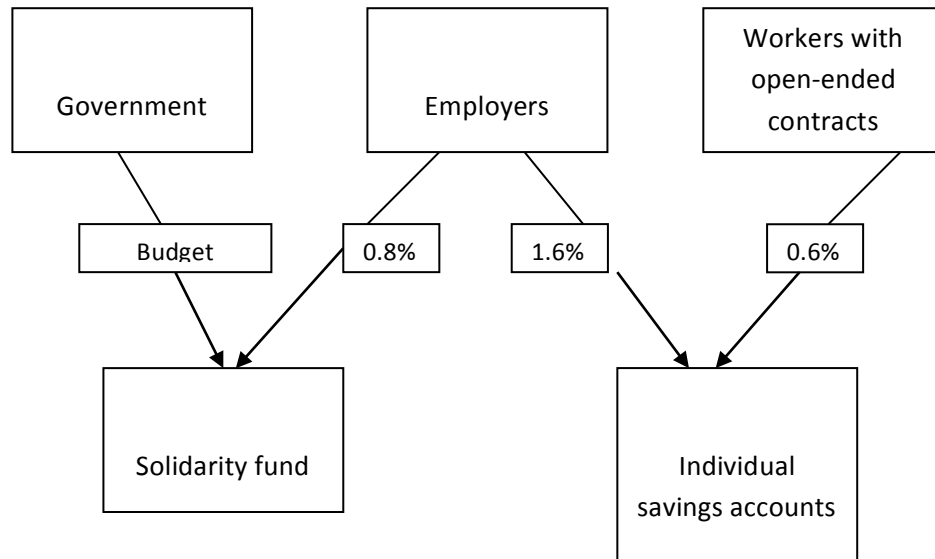 Government
Employers
Workers with
open-ended
contracts
Budget
0.8%
1.6%
0.6%
Solidarity fund
Individual
savings accounts